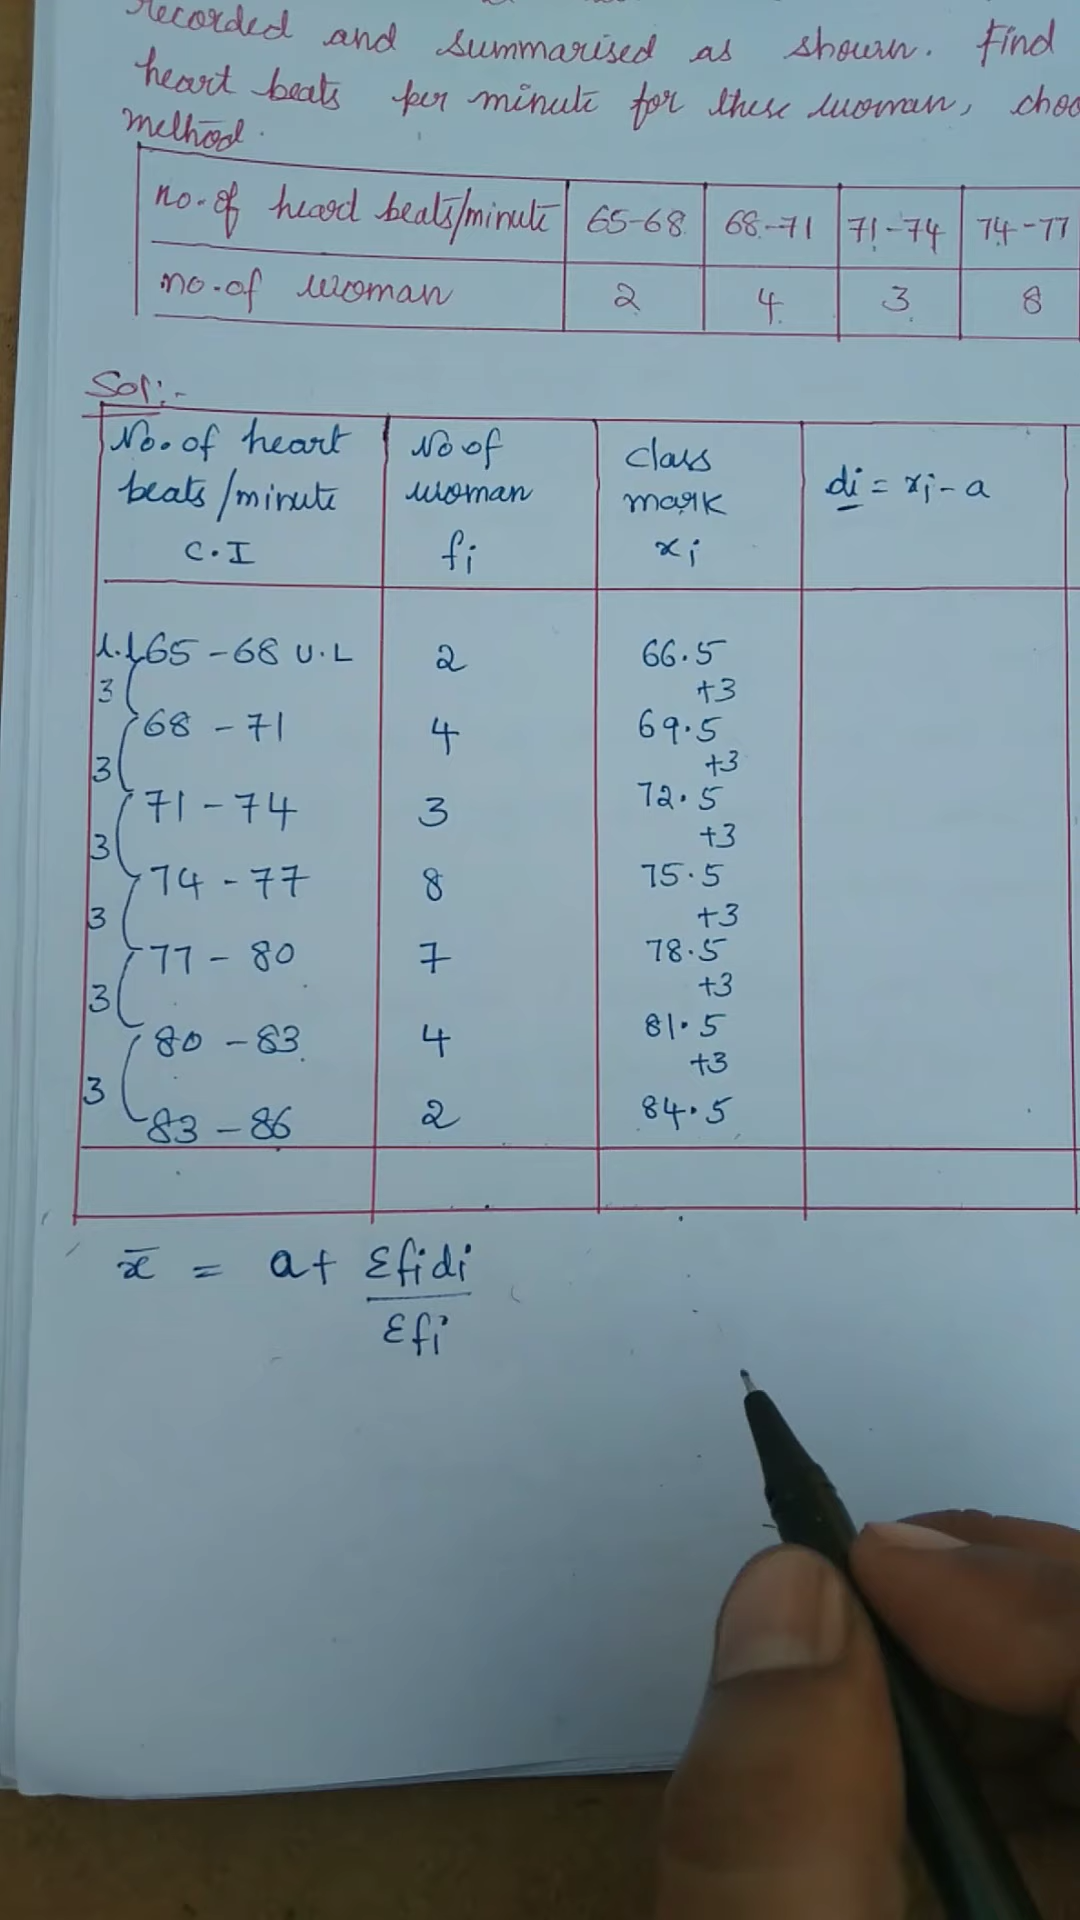 recorded and summarised as shown. Find
heart beats per minute for these woman, choo
method.
no. of heard beats/minute 65-68 68-71 71-74 74-77
no. of woman 2 4 3 8
Sol:-
No. of heart No of class di = xi - a
beats/minute woman mark
C.I fi xi
l.l 65 - 68 U.L 2 66.5
3 +3
68 - 71 4 69.5
3 +3
71 - 74 3 72.5
3 +3
74 - 77 8 75.5
3 +3
77 - 80 7 78.5
3 +3
80 - 83 4 81.5
3 +3
83 - 86 2 84.5
x̄ = a + Σfidi
Σfi